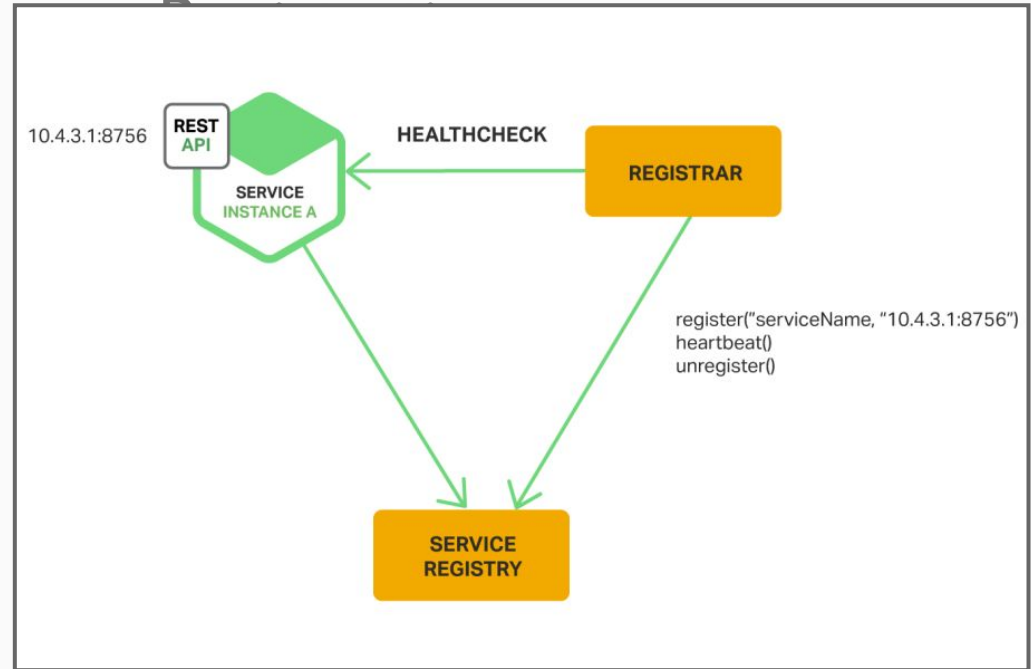 10.4.3.1:8756
REST
API
SERVICE
INSTANCE A
HEALTHCHECK
REGISTRAR
register("serviceName, "10.4.3.1:8756")
heartbeat()
unregister()
SERVICE
REGISTRY